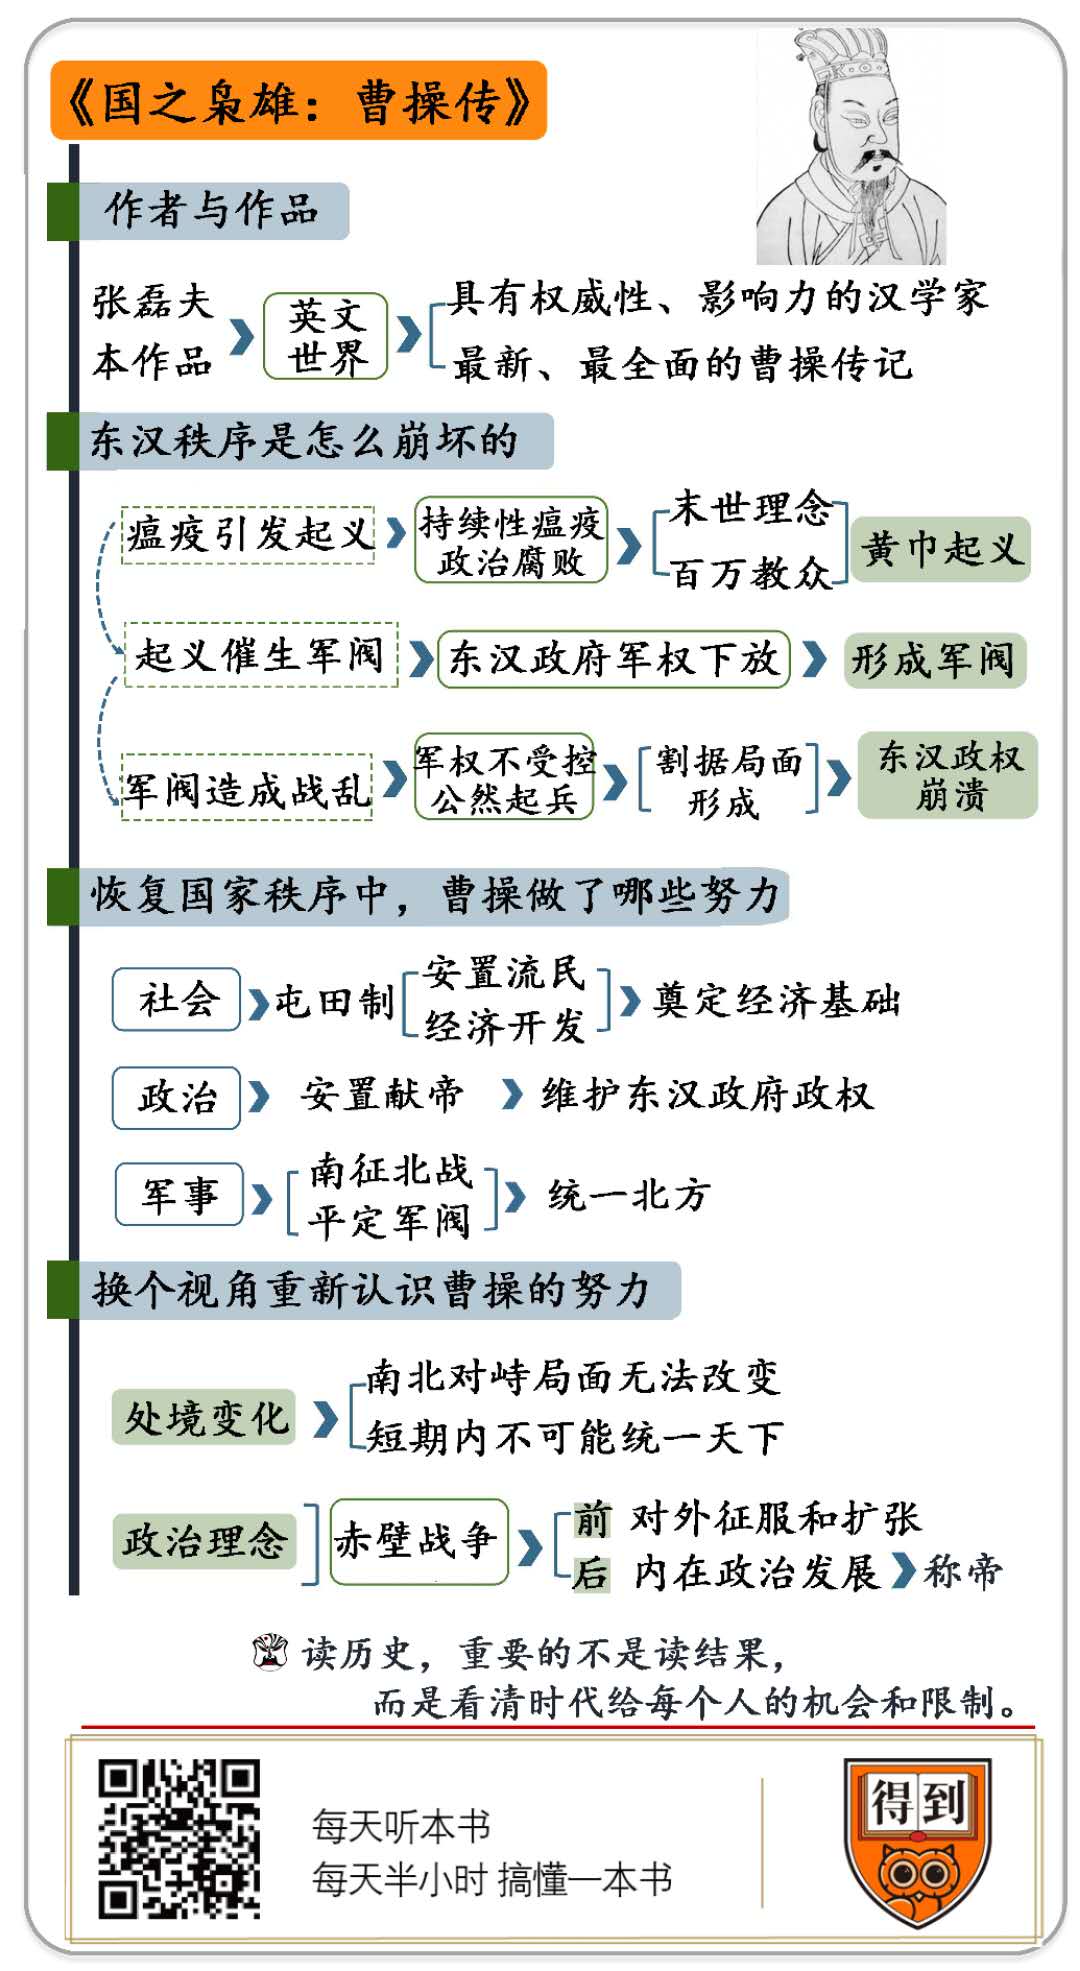 《国之枭雄：曹操传》
作者与作品
张磊夫
本作品
英文
世界
具有权威性、影响力的汉学家
最新、最全面的曹操传记
东汉秩序是怎么崩坏的
瘟疫引发起义
持续性瘟疫
政治腐败
末世理念
百万教众
黄巾起义
起义催生军阀
东汉政府军权下放
形成军阀
军阀造成战乱
军权不受控
公然起兵
割据局面
形成
东汉政权
崩溃
恢复国家秩序中，曹操做了哪些努力
社会
屯田制
安置流民
经济开发
奠定经济基础
政治
安置献帝
维护东汉政府政权
军事
南征北战
平定军阀
统一北方
换个视角重新认识曹操的努力
处境变化
南北对峙局面无法改变
短期内不可能统一天下
政治理念
赤壁战争
前 对外征服和扩张
后 内在政治发展
称帝
读历史，重要的不是读结果，
而是看清时代给每个人的机会和限制。
每天听本书
每天半小时 搞懂一本书
得到